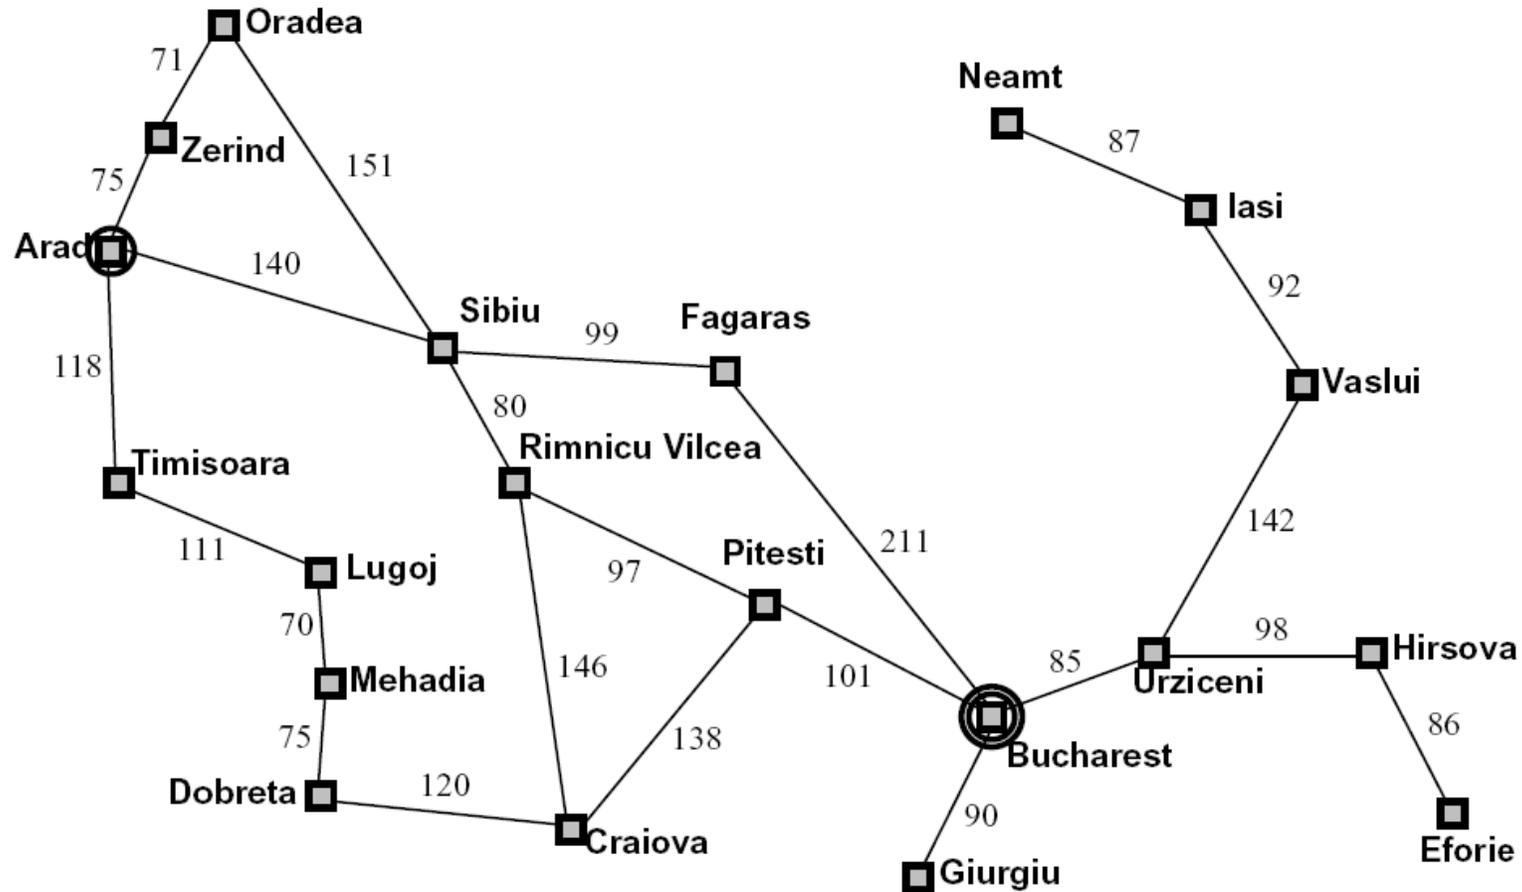 Oradea
71
Neamt
87
Zerind
151
75
Iasi
Arad
140
92
Sibiu
Fagaras
99
118
Vaslui
80
Rimnicu Vilcea
Timisoara
142
211
111
Pitesti
Lugoj
97
70
98
Hirsova
146
85
101
Mehadia
Urziceni
86
75
138
Bucharest
Dobreta
120
90
Craiova
Eforie
Giurgiu